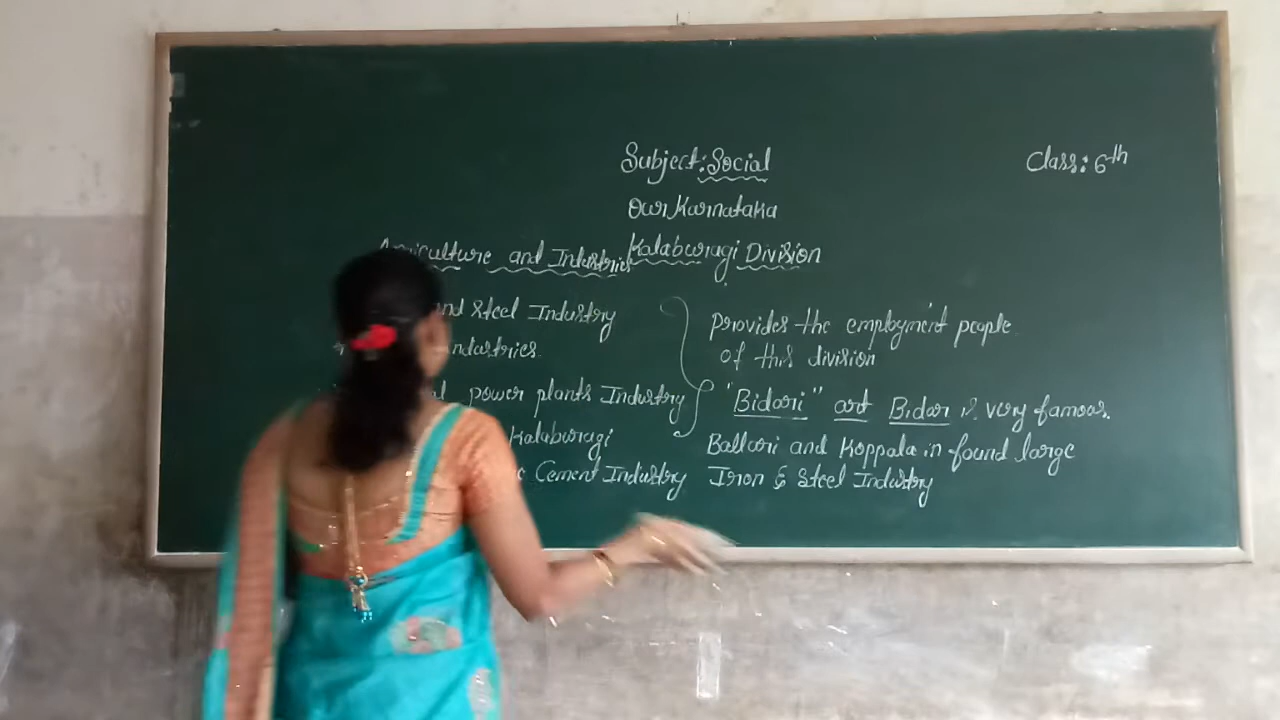 Subject: Social
Class: 6th
Our Karnataka
Kalaburagi Division
Agriculture and Industries
and Steel Industry
Industries
power plants Industry
Kalaburagi
Cement Industry
provides the employment people
of this division
"Bidari" art Bidar is very famous.
Ballari and Koppala in found large
Iron & Steel Industry